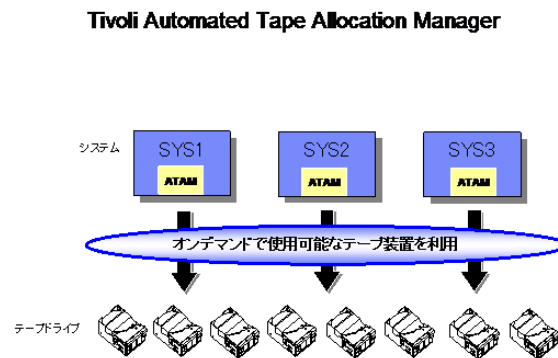 Tivoli Automated Tape Allocation Manager
システム
SYS1
SYS2
SYS3
ATAM
ATAM
ATAM
オンデマンドで使用可能なテープ装置を利用
テープドライブ